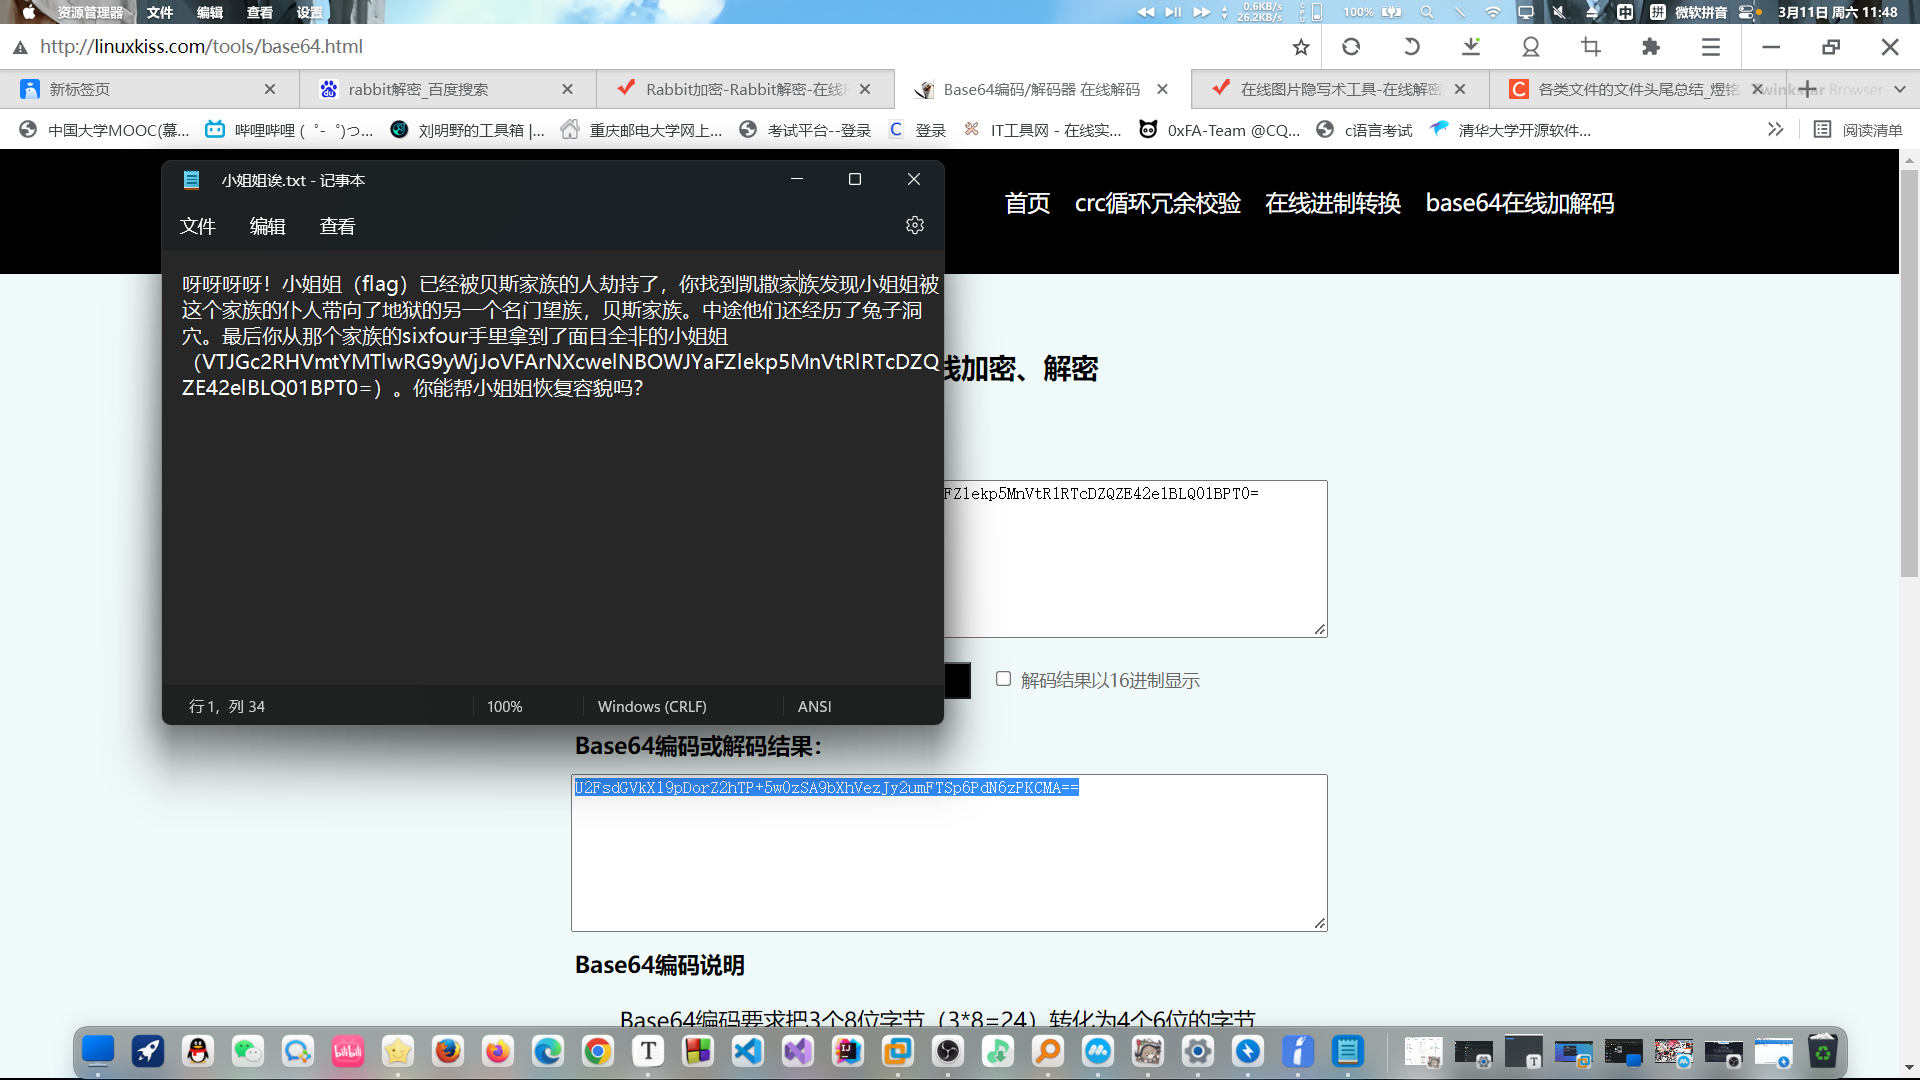 资源管理器 文件 编辑 查看 设置 0.6KB/s 26.2KB/s 100% 中 拼 微软拼音 3月11日 周六 11:48
http://linuxkiss.com/tools/base64.html
新标签页 rabbit解密_百度搜索 Rabbit加密-Rabbit解密-在线 Base64编码/解码器 在线解码 在线图片隐写术工具-在线解密 各类文件的文件头尾总结_煜铭 Browser
中国大学MOOC(慕... 哔哩哔哩 (゜-゜)つ... 刘明野的工具箱 |... 重庆邮电大学网上... 考试平台--登录 登录 IT工具网 - 在线实... 0xFA-Team @CQ... c语言考试 清华大学开源软件... 阅读清单
首页 crc循环冗余校验 在线进制转换 base64在线加解码
小姐姐诶.txt - 记事本
文件 编辑 查看
呀呀呀呀！小姐姐（flag）已经被贝斯家族的人劫持了，你找到凯撒家族发现小姐姐被
这个家族的仆人带向了地狱的另一个名门望族，贝斯家族。中途他们还经历了兔子洞
穴。最后你从那个家族的sixfour手里拿到了面目全非的小姐姐
（VTJGc2RHVmtYMTlwRG9yWjJoVFArNXcwelNBOWJYaFZlekp5MnVtRlRTcDZQ
ZE42elBLQ01BPT0=）。你能帮小姐姐恢复容貌吗？
线加密、解密
FZlekp5MnVtRlRTcDZQZE42elBLQ01BPT0=
解码结果以16进制显示
行 1，列 34 100% Windows (CRLF) ANSI
Base64编码或解码结果：
U2FsdGVkX19pDorZ2hTP+5w0zSA9bXhVezJy2umFTSp6PdN6zPKCMA==
Base64编码说明
Base64编码要求把3个8位字节（3*8=24）转化为4个6位的字节